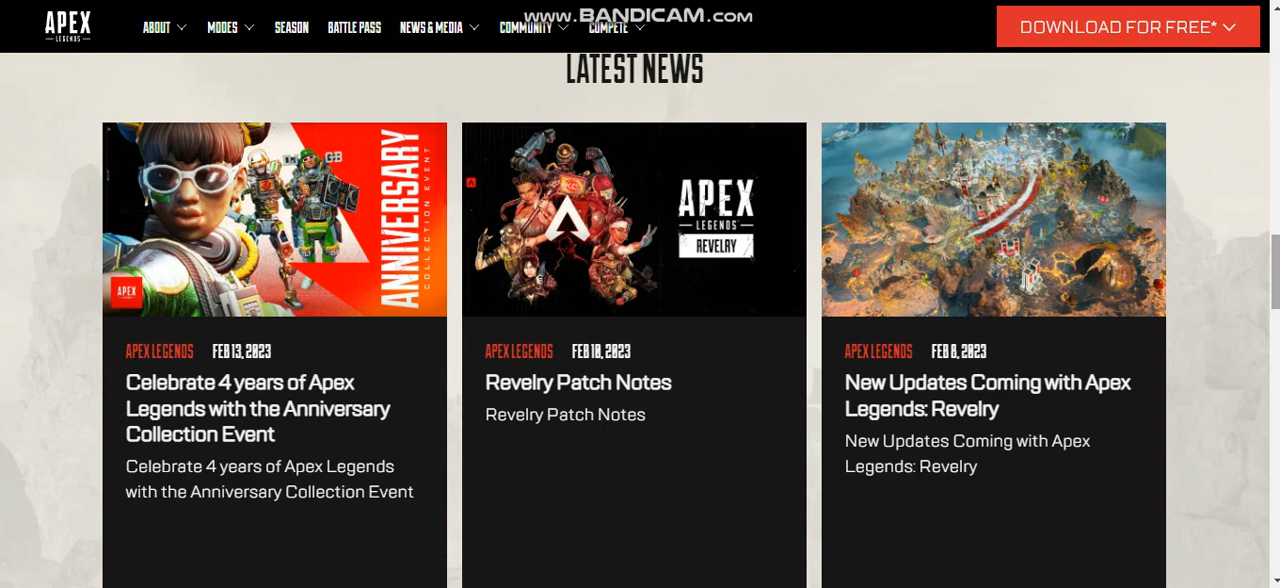 www.BANDICAM.com
APEX
LEGENDS
ABOUT
MODES
SEASON
BATTLE PASS
NEWS & MEDIA
COMMUNITY
COMPETE
DOWNLOAD FOR FREE*
LATEST NEWS
ANNIVERSARY
COLLECTION EVENT
APEX
APEX
LEGENDS
REVELRY
APEX LEGENDS FEB 13, 2023
Celebrate 4 years of Apex
Legends with the Anniversary
Collection Event
Celebrate 4 years of Apex Legends
with the Anniversary Collection Event
APEX LEGENDS FEB 10, 2023
Revelry Patch Notes
Revelry Patch Notes
APEX LEGENDS FEB 8, 2023
New Updates Coming with Apex
Legends: Revelry
New Updates Coming with Apex
Legends: Revelry